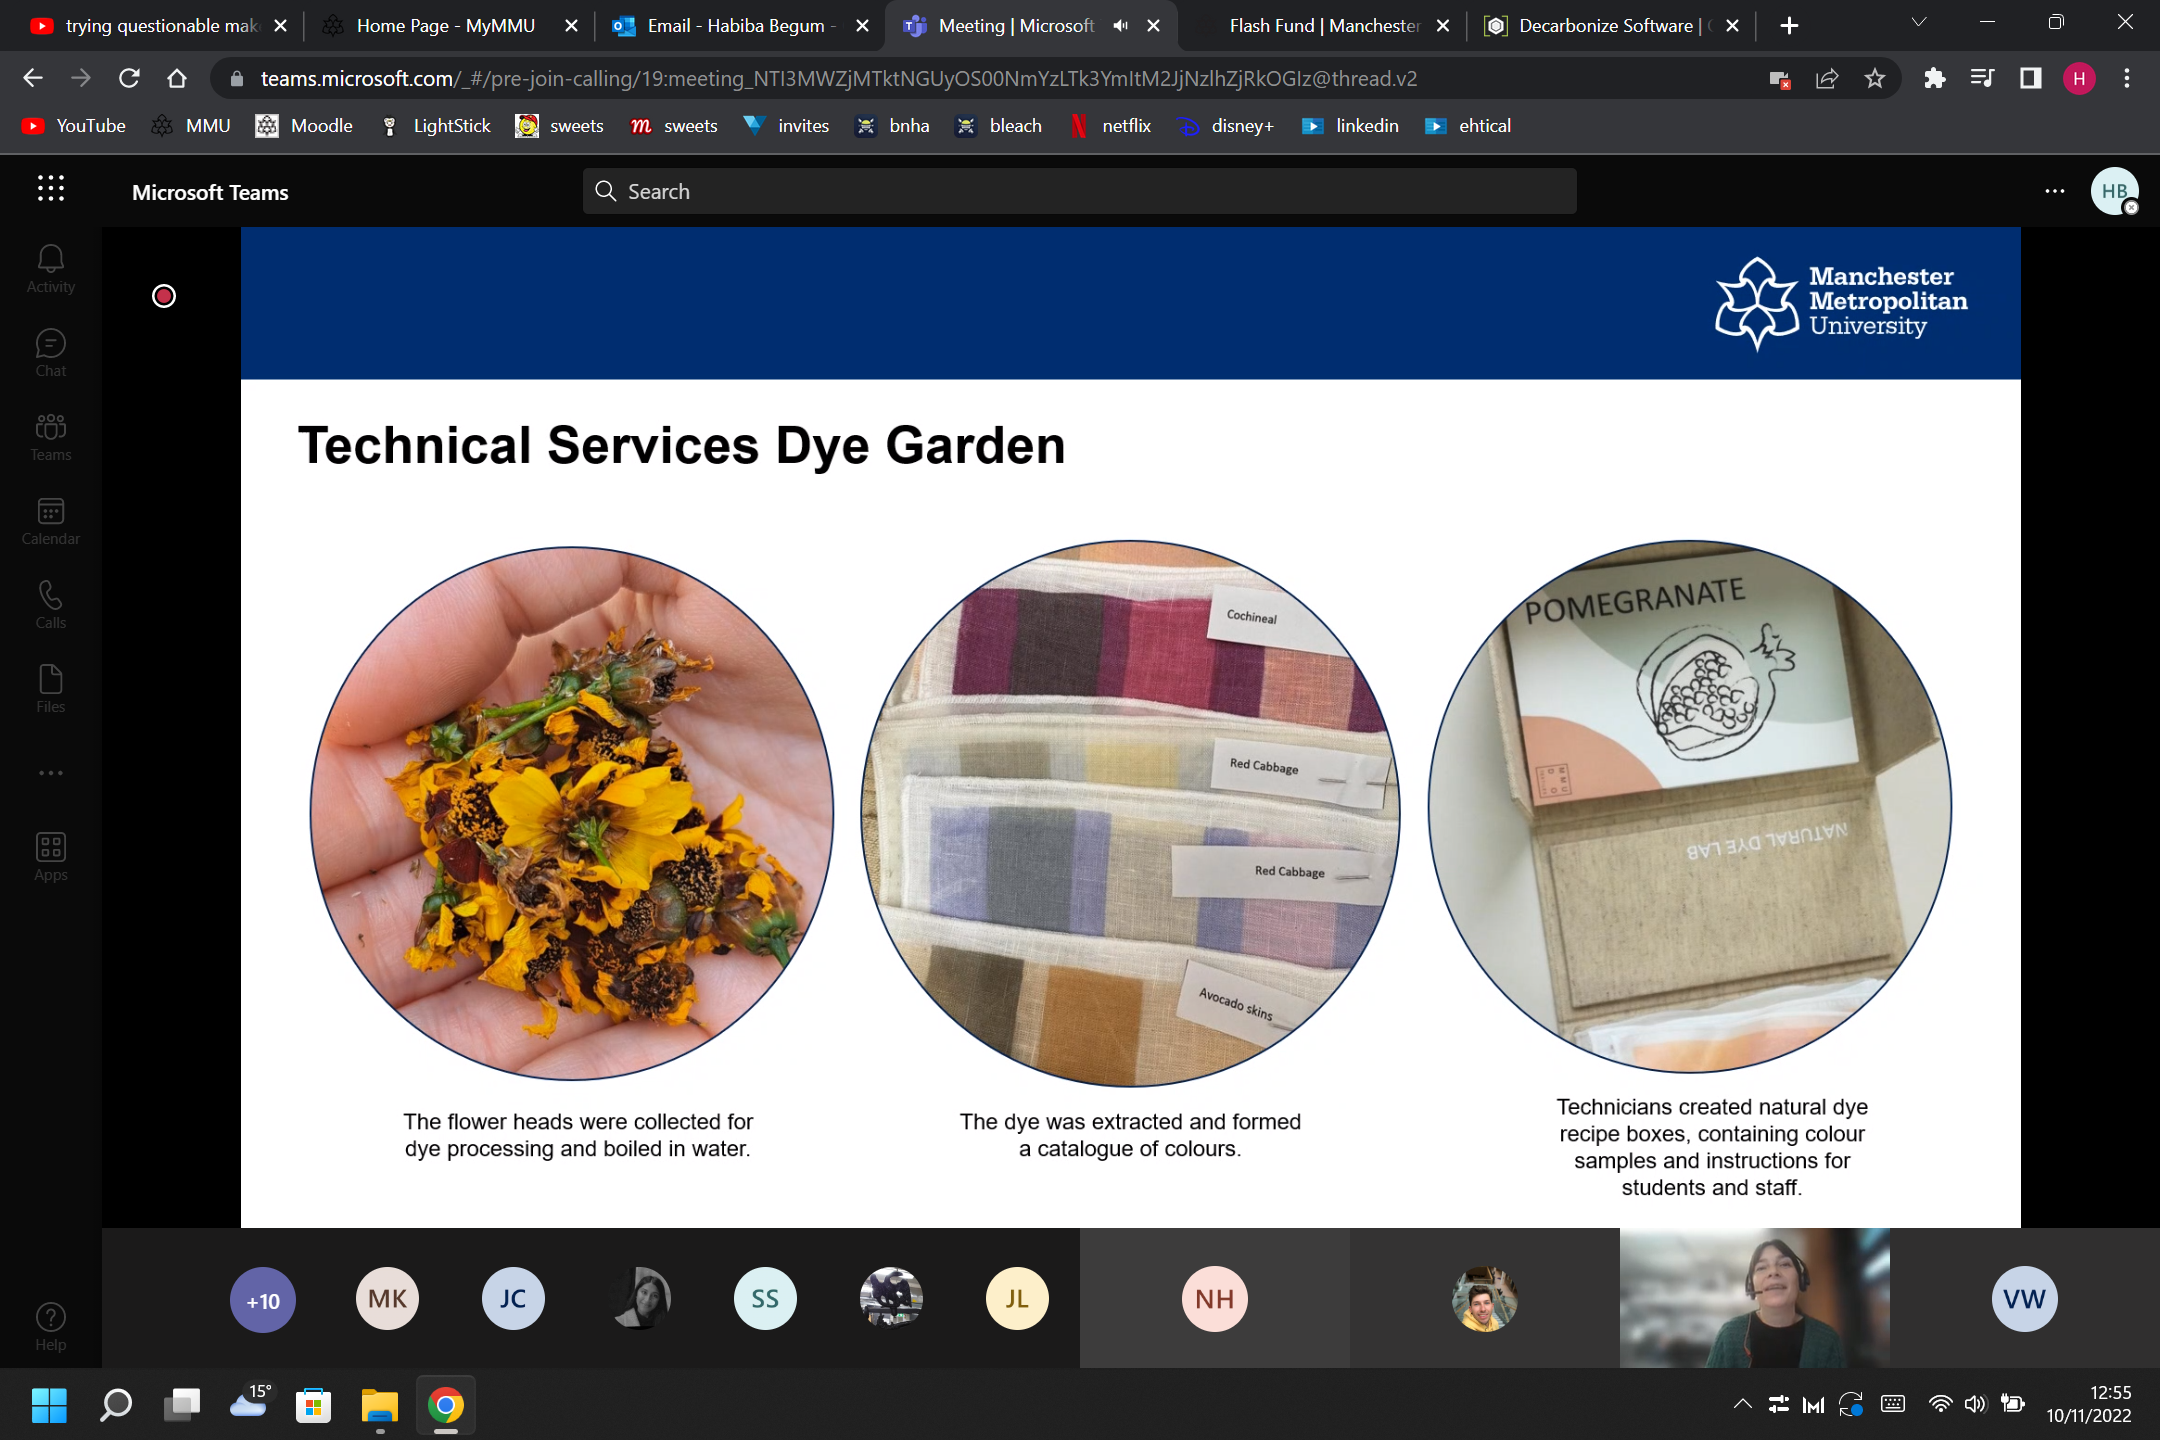 trying questionable mak
Home Page - MyMMU
Email - Habiba Begum -
Meeting | Microsoft
Flash Fund | Manchester
Decarbonize Software |
teams.microsoft.com/_#/pre-join-calling/19:meeting_NTI3MWZjMTktNGUyOS00NmYzLTk3YmItM2JjNzlhZjRkOGIz@thread.v2
H
YouTube
MMU
Moodle
LightStick
sweets
m sweets
invites
bnha
bleach
netflix
disney+
linkedin
ehtical
Microsoft Teams
Search
HB
Activity
Chat
Teams
Calendar
Calls
Files
Apps
Help
Manchester
Metropolitan
University
Technical Services Dye Garden
Cochineal
Red Cabbage
Red Cabbage
Avocado skins
POMEGRANATE
NATURAL DYE LAB
The flower heads were collected for
dye processing and boiled in water.
The dye was extracted and formed
a catalogue of colours.
Technicians created natural dye
recipe boxes, containing colour
samples and instructions for
students and staff.
+10
MK
JC
SS
JL
NH
VW
15°
12:55
10/11/2022